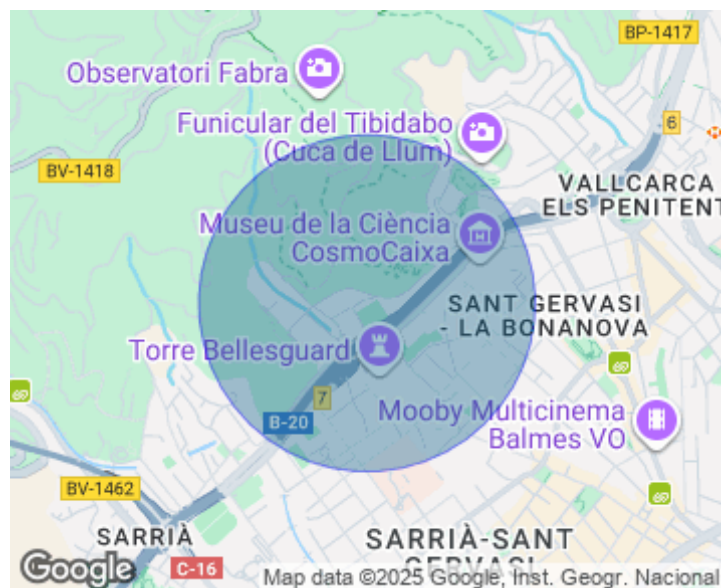 BP-1417
Observatori Fabra
Funicular del Tibidabo
(Cuca de Llum)
6
BV-1418
VALLCARCA
ELS PENITENT
Museu de la Ciència
CosmoCaixa
SANT GERVASI
- LA BONANOVA
Torre Bellesguard
7
B-20
Mooby Multicinema
Balmes VO
BV-1462
SARRIÀ
SARRIÀ-SANT
GERVASI
C-16
Google
Map data ©2025 Google, Inst. Geogr. Nacional